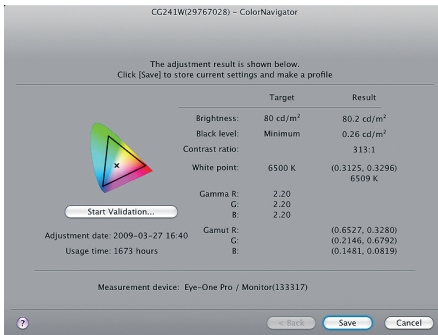 CG241W(29767028) – ColorNavigator
The adjustment result is shown below.
Click [Save] to store current settings and make a profile
Target Result
Brightness: 80 cd/m² 80.2 cd/m²
Black level: Minimum 0.26 cd/m²
Contrast ratio: 313:1
White point: 6500 K (0.3125, 0.3296)
6509 K
Gamma R: 2.20
G: 2.20
B: 2.20
Start Validation...
Adjustment date: 2009-03-27 16:40
Usage time: 1673 hours
Gamut R: (0.6527, 0.3280)
G: (0.2146, 0.6792)
B: (0.1481, 0.0819)
Measurement device: Eye-One Pro / Monitor(133317)
? < Back Save Cancel